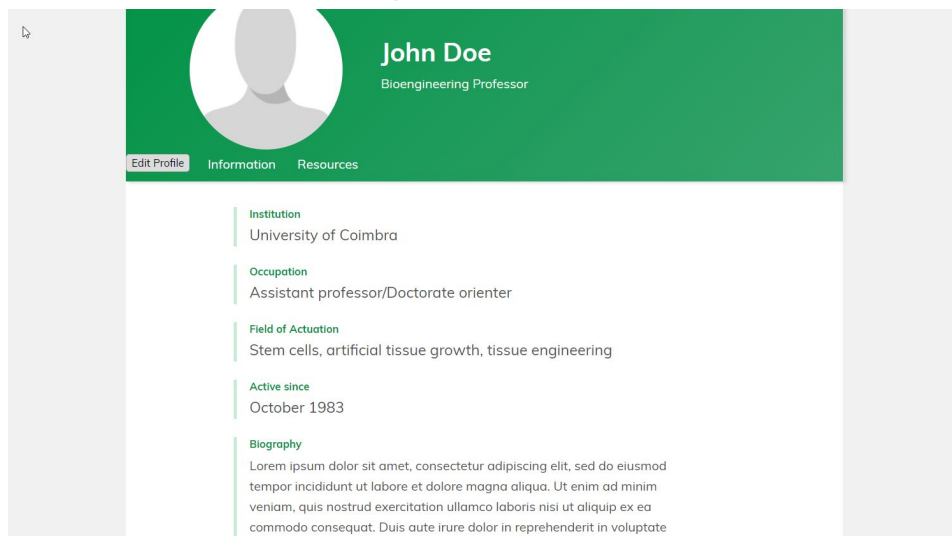 John Doe
Bioengineering Professor
Edit Profile Information Resources
Institution
University of Coimbra
Occupation
Assistant professor/Doctorate orienter
Field of Actuation
Stem cells, artificial tissue growth, tissue engineering
Active since
October 1983
Biography
Lorem ipsum dolor sit amet, consectetur adipiscing elit, sed do eiusmod
tempor incididunt ut labore et dolore magna aliqua. Ut enim ad minim
veniam, quis nostrud exercitation ullamco laboris nisi ut aliquip ex ea
commodo consequat. Duis aute irure dolor in reprehenderit in voluptate